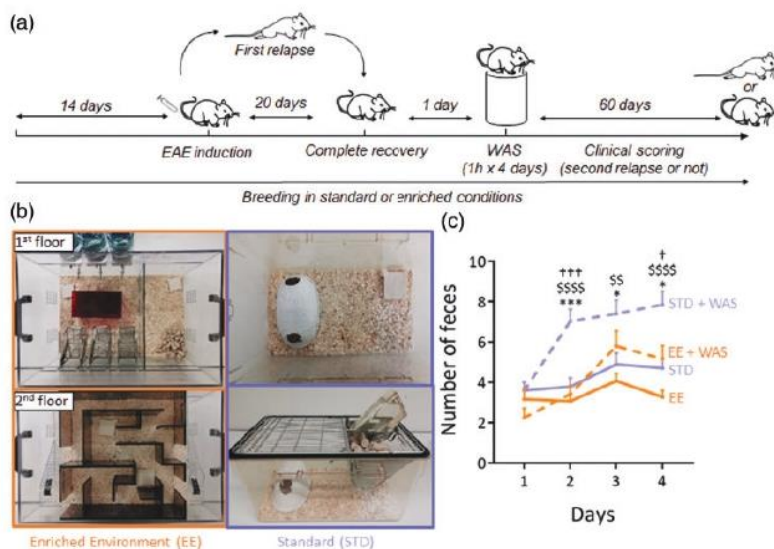 (a)
First relapse
14 days
20 days
1 day
60 days
or
EAE induction
Complete recovery
WAS
(1h x 4 days)
Clinical scoring
(second relapse or not)
Breeding in standard or enriched conditions
(b)
1st floor
2nd floor
Enriched Environment (EE)
Standard (STD)
(c)
Number of feces
10
8
6
4
2
0
†††
$$$$
***
$$
*
†
$$$$
*
STD + WAS
EE + WAS
STD
EE
1 2 3 4
Days